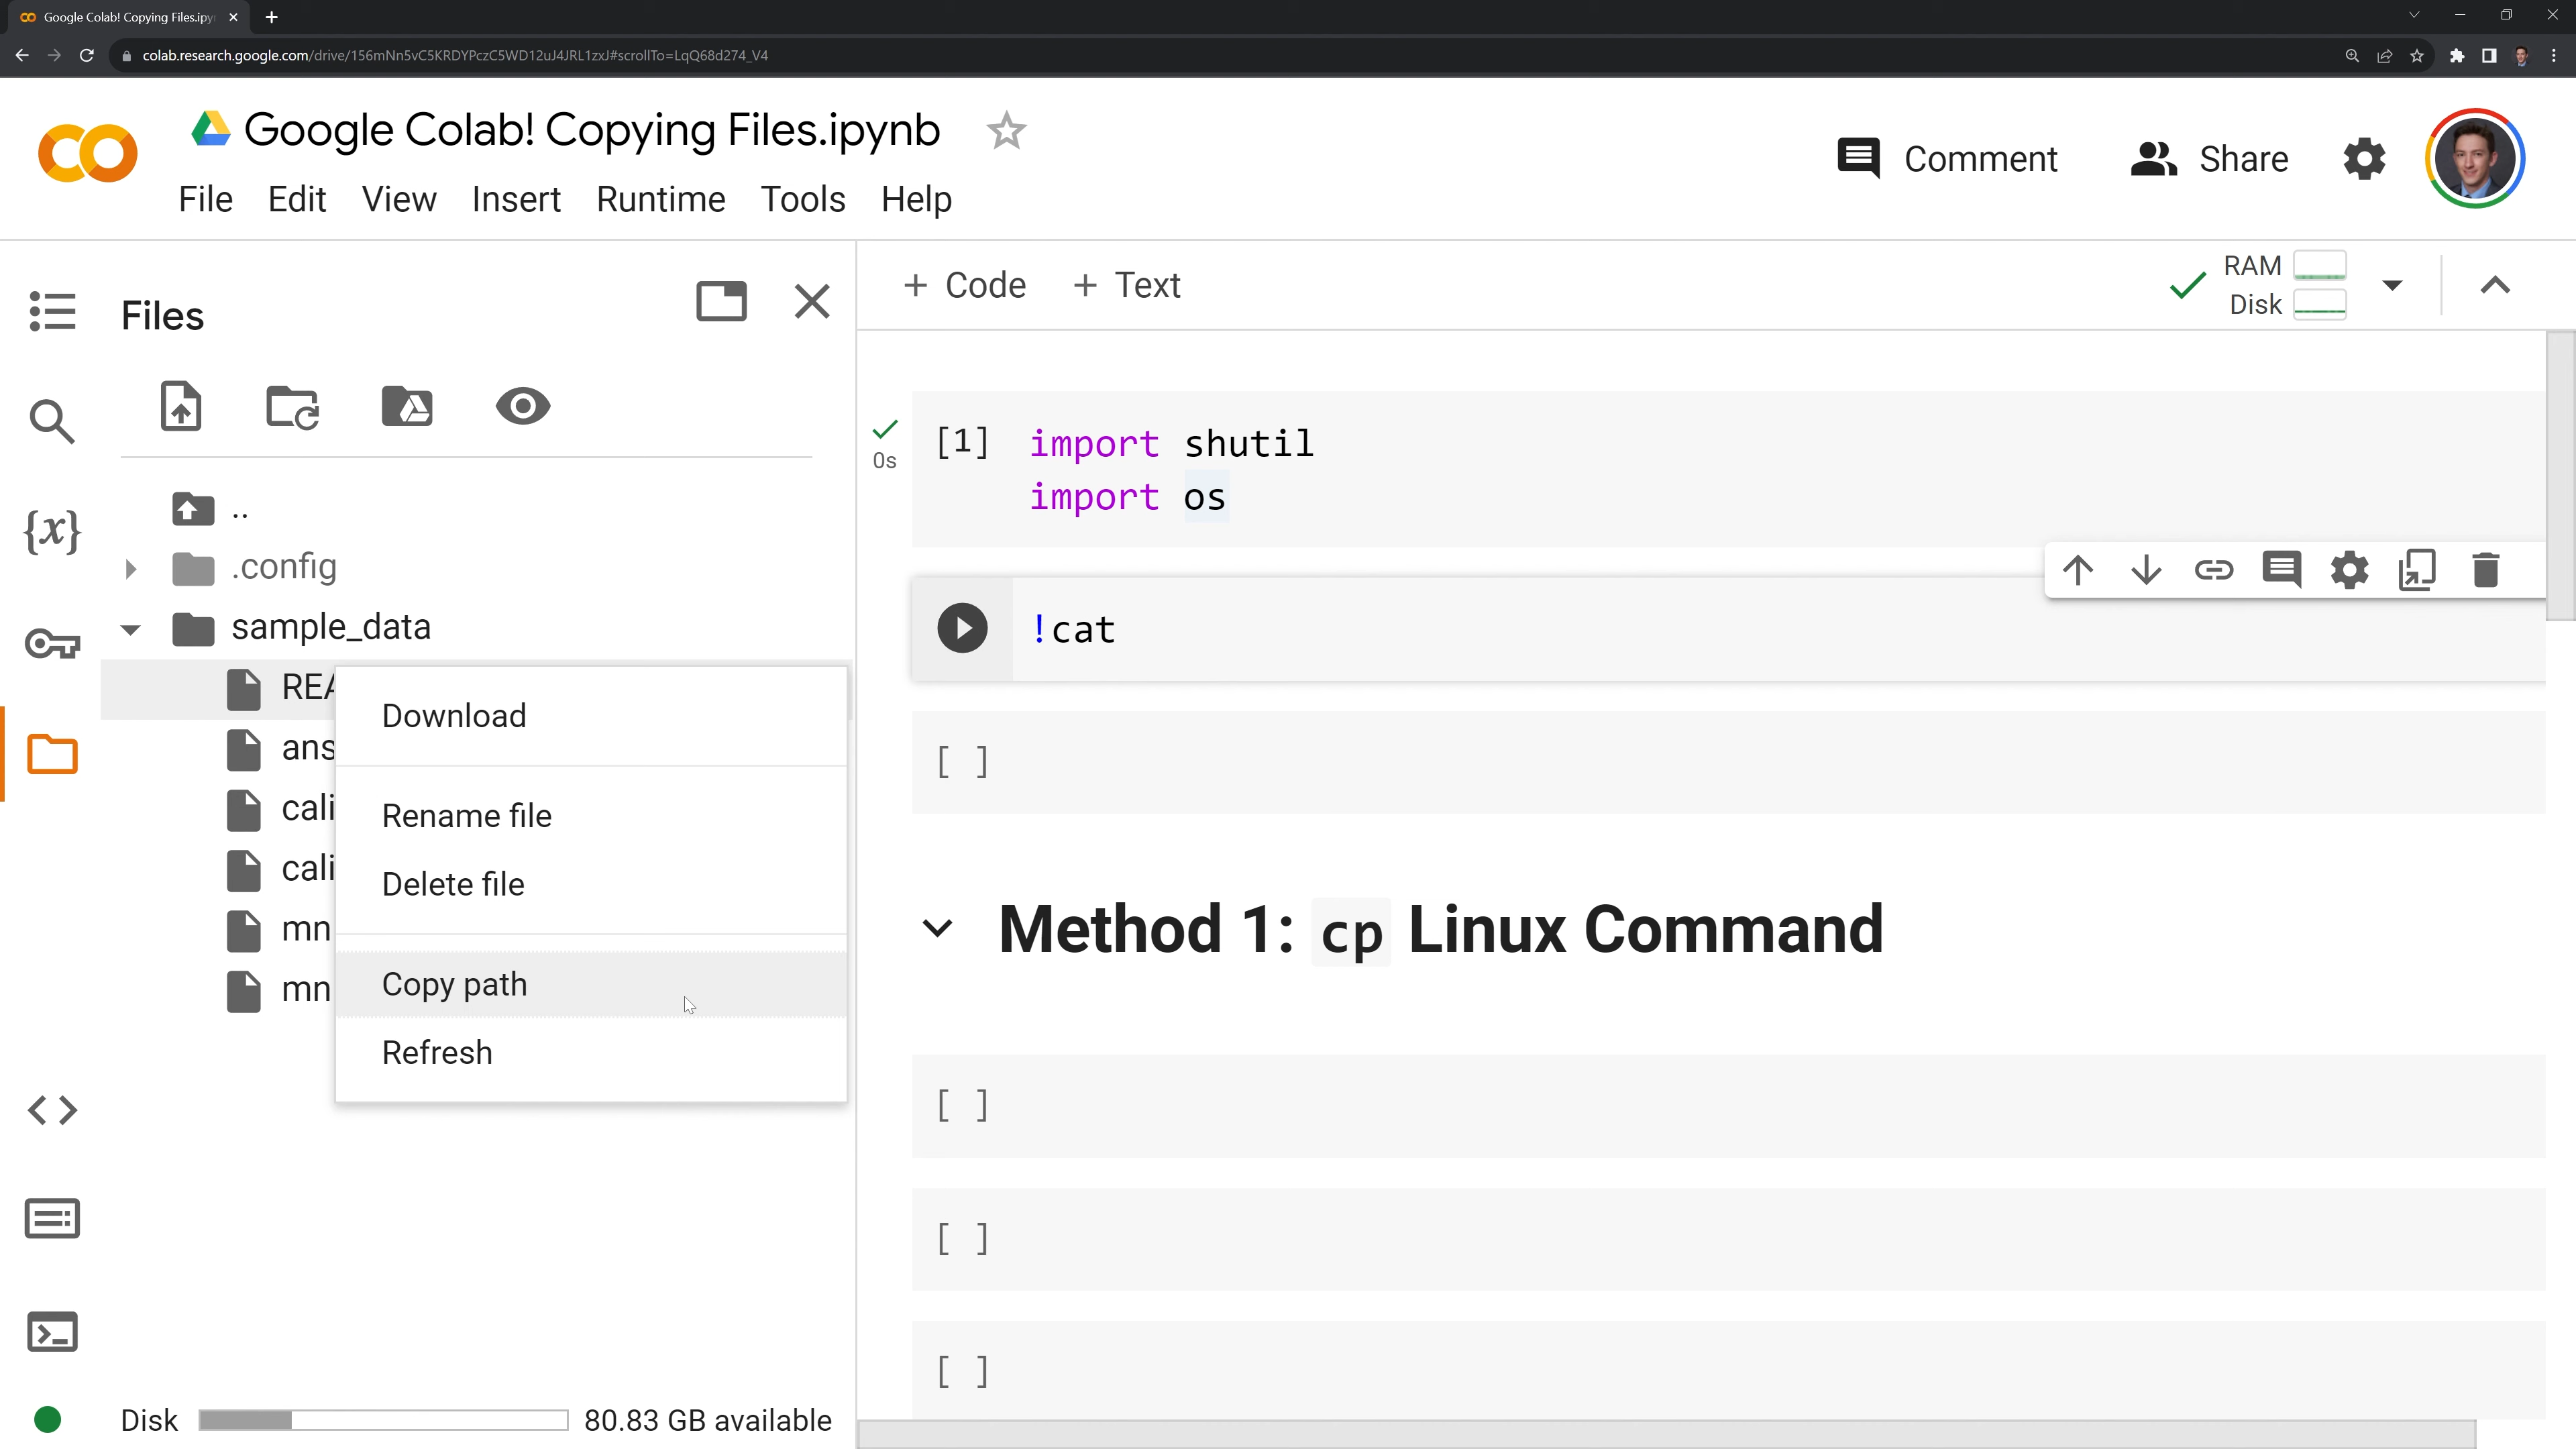 Google Colab! Copying Files.ipy
colab.research.google.com/drive/156mNn5vC5KRDYPczC5WD12uJ4JRL1zxJ#scrollTo=LqQ68d274_V4
Google Colab! Copying Files.ipynb
Comment
Share
File Edit View Insert Runtime Tools Help
Files
+ Code + Text
RAM
Disk
..
.config
sample_data
REA
ans
cali
cali
mn
mn
Download
Rename file
Delete file
Copy path
Refresh
Disk
80.83 GB available
{x}
0s
[1] import shutil
import os
!cat
[ ]
Method 1: cp Linux Command
[ ]
[ ]
[ ]